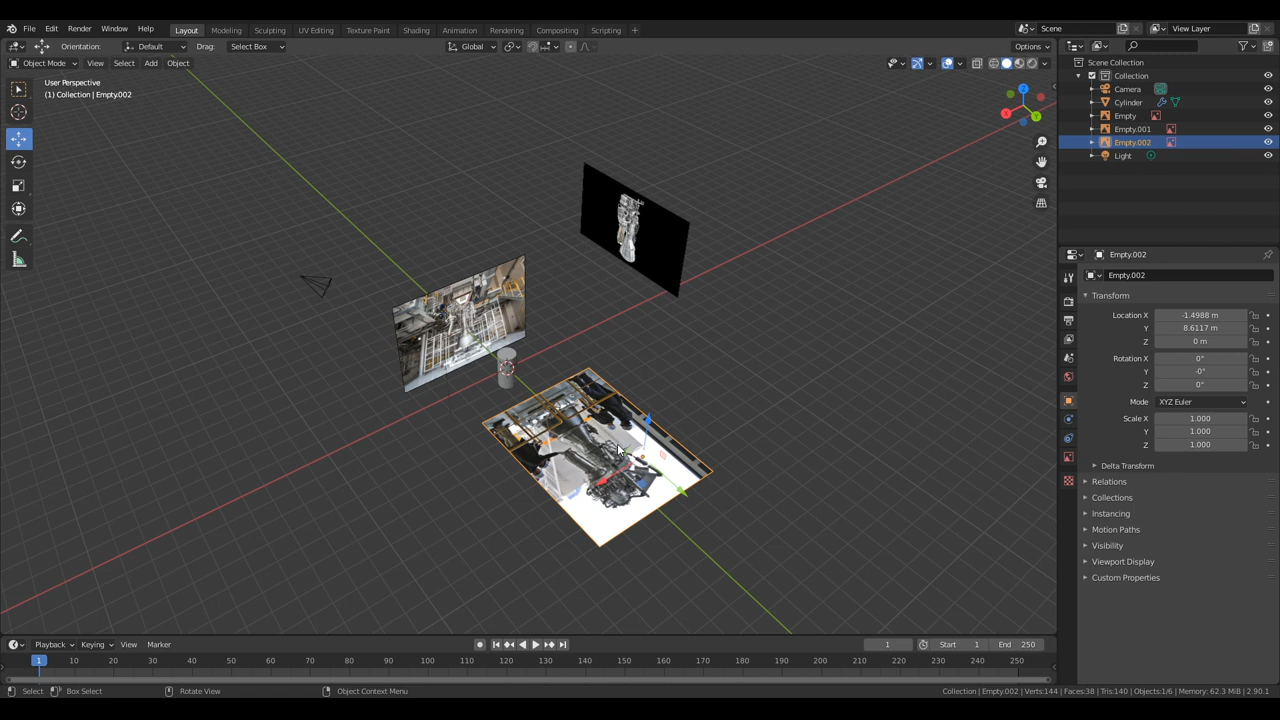 File Edit Render Window Help Layout Modeling Sculpting UV Editing Texture Paint Shading Animation Rendering Compositing Scripting + Scene View Layer
Orientation: Default Drag: Select Box Global Options
Object Mode View Select Add Object
User Perspective
(1) Collection | Empty.002
Z
X
Y
Scene Collection
Collection
Camera
Cylinder
Empty
Empty.001
Empty.002
Light
Empty.002
Empty.002
Transform
Location X -1.4988 m
Y 8.6117 m
Z 0 m
Rotation X 0°
Y -0°
Z 0°
Mode XYZ Euler
Scale X 1.000
Y 1.000
Z 1.000
Delta Transform
Relations
Collections
Instancing
Motion Paths
Visibility
Viewport Display
Custom Properties
Playback Keying View Marker 1 Start 1 End 250
1 10 20 30 40 50 60 70 80 90 100 110 120 130 140 150 160 170 180 190 200 210 220 230 240 250
Select Box Select Rotate View Object Context Menu Collection | Empty.002 | Verts:144 | Faces:38 | Tris:140 | Objects:1/6 | Memory: 62.3 MiB | 2.90.1